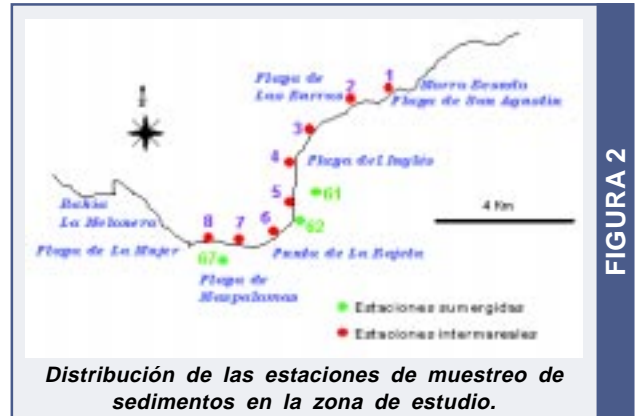 Playa de
Las Burras
2
1
Morro Besudo
Playa de San Agustín
3
4
Playa del Inglés
5
61
62
4 Km
Bahía
La Melonera
8
7
6
Playa de La Mujer
67
Punta de La Bajeta
Playa de
Maspalomas
Estaciones sumergidas
Estaciones intermareales
FIGURA 2
Distribución de las estaciones de muestreo de
sedimentos en la zona de estudio.